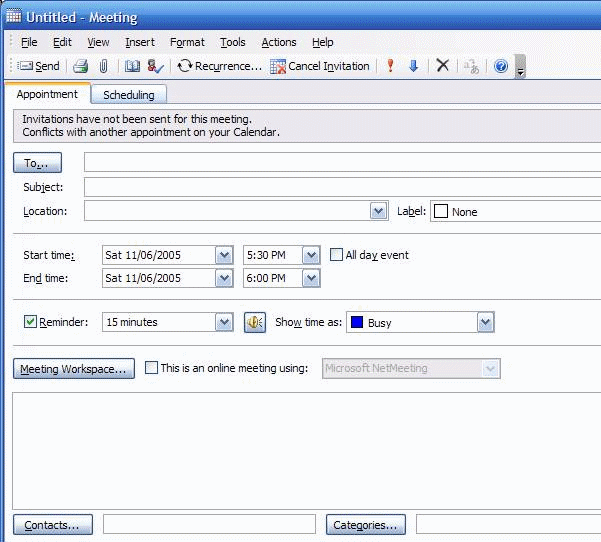 Untitled - Meeting
File Edit View Insert Format Tools Actions Help
Send Recurrence... Cancel Invitation
Appointment Scheduling
Invitations have not been sent for this meeting.
Conflicts with another appointment on your Calendar.
To...
Subject:
Location: Label: None
Start time: Sat 11/06/2005 5:30 PM All day event
End time: Sat 11/06/2005 6:00 PM
Reminder: 15 minutes Show time as: Busy
Meeting Workspace... This is an online meeting using: Microsoft NetMeeting
Contacts... Categories...